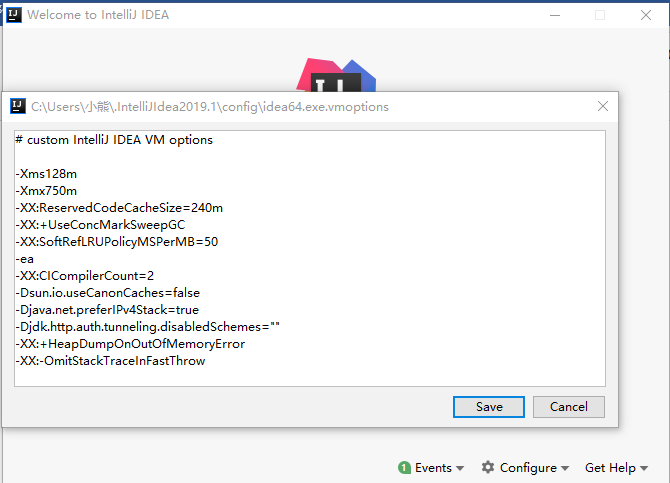 Welcome to IntelliJ IDEA
IJ
C:\Users\小熊\.IntelliJIdea2019.1\config\idea64.exe.vmoptions
# custom IntelliJ IDEA VM options
-Xms128m
-Xmx750m
-XX:ReservedCodeCacheSize=240m
-XX:+UseConcMarkSweepGC
-XX:SoftRefLRUPolicyMSPerMB=50
-ea
-XX:CICompilerCount=2
-Dsun.io.useCanonCaches=false
-Djava.net.preferIPv4Stack=true
-Djdk.http.auth.tunneling.disabledSchemes=""
-XX:+HeapDumpOnOutOfMemoryError
-XX:-OmitStackTraceInFastThrow
Save Cancel
1 Events Configure Get Help